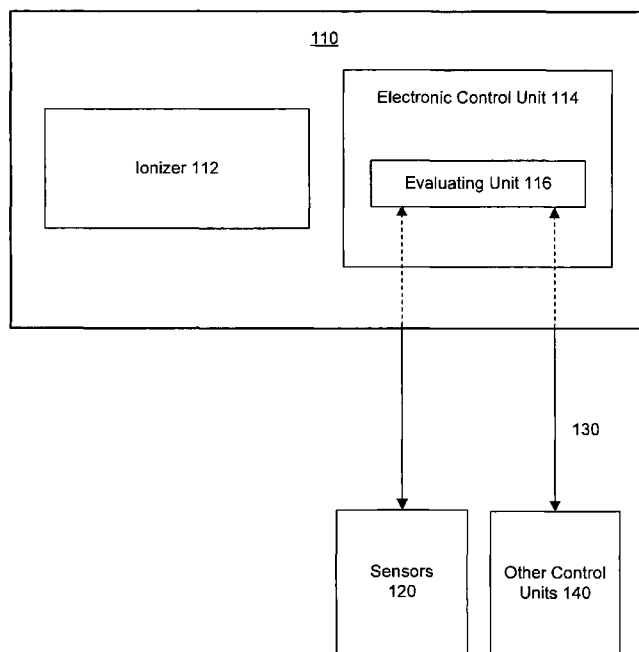 110
Electronic Control Unit 114
Ionizer 112
Evaluating Unit 116
130
Sensors
120
Other Control
Units 140